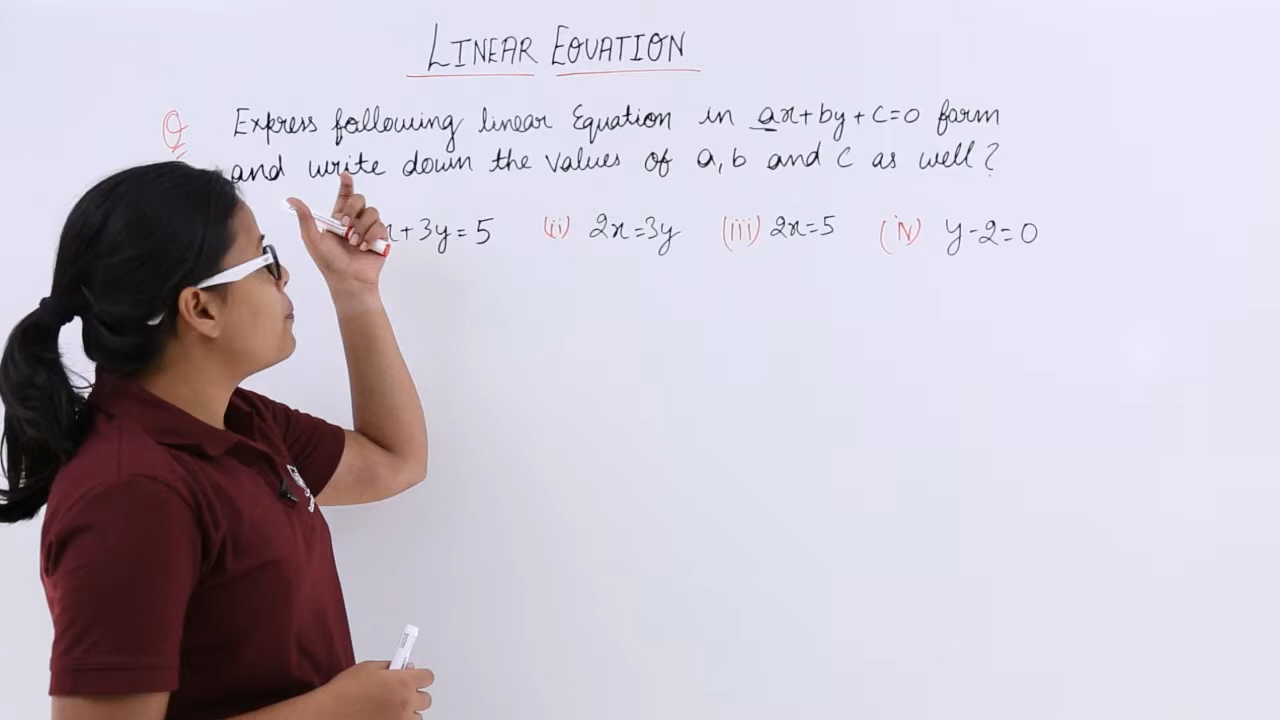 LINEAR EQUATION
Q Express following linear Equation in ax+by+c=0 form
and write down the values of a, b and c as well?
x+3y=5 (ii) 2x=3y (iii) 2x=5 (iv) y-2=0